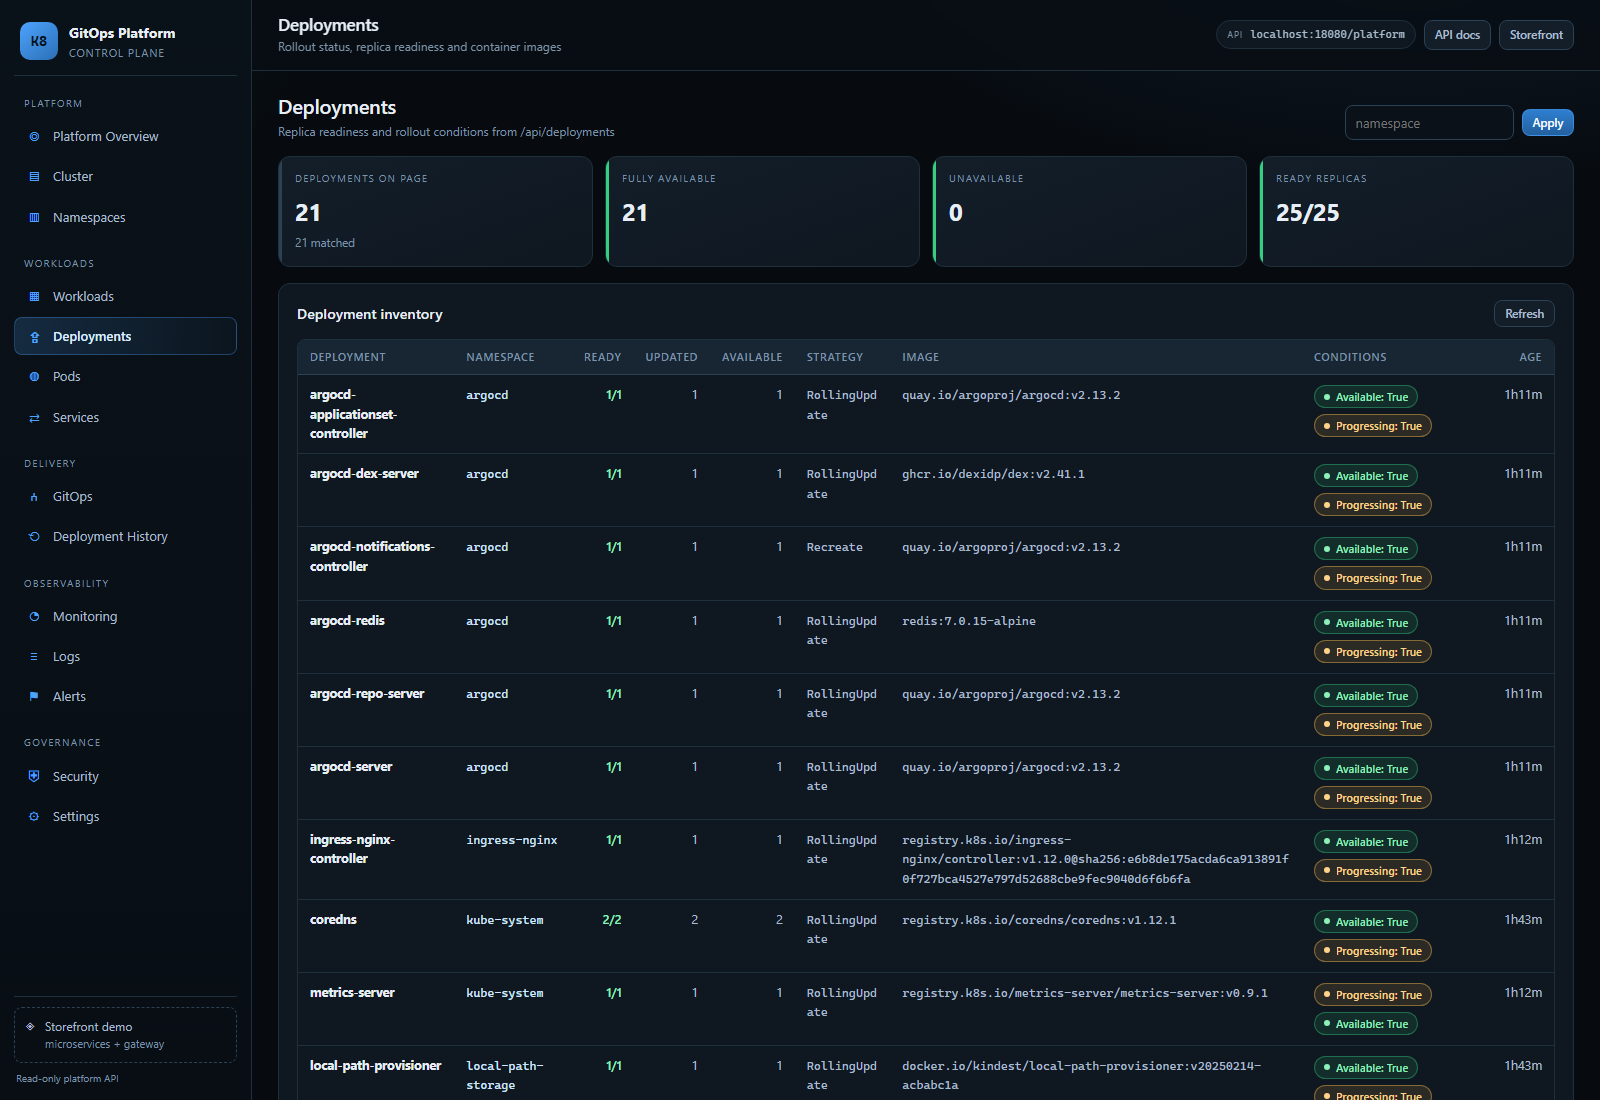 K8
GitOps Platform
CONTROL PLANE
PLATFORM
Platform Overview
Cluster
Namespaces
WORKLOADS
Workloads
Deployments
Pods
Services
DELIVERY
GitOps
Deployment History
OBSERVABILITY
Monitoring
Logs
Alerts
GOVERNANCE
Security
Settings
Storefront demo
microservices + gateway
Read-only platform API
Deployments
Rollout status, replica readiness and container images
API localhost:18080/platform
API docs
Storefront
Deployments
Replica readiness and rollout conditions from /api/deployments
namespace
Apply
DEPLOYMENTS ON PAGE
21
21 matched
FULLY AVAILABLE
21
UNAVAILABLE
0
READY REPLICAS
25/25
Deployment inventory
Refresh
DEPLOYMENT NAMESPACE READY UPDATED AVAILABLE STRATEGY IMAGE CONDITIONS AGE
argocd- argocd 1/1 1 1 RollingUpd quay.io/argoproj/argocd:v2.13.2 Available: True 1h11m
applicationset- ate
controller Progressing: True
argocd-dex-server argocd 1/1 1 1 RollingUpd ghcr.io/dexidp/dex:v2.41.1 Available: True 1h11m
ate Progressing: True
argocd-notifications- argocd 1/1 1 1 Recreate quay.io/argoproj/argocd:v2.13.2 Available: True 1h11m
controller Progressing: True
argocd-redis argocd 1/1 1 1 RollingUpd redis:7.0.15-alpine Available: True 1h11m
ate Progressing: True
argocd-repo-server argocd 1/1 1 1 RollingUpd quay.io/argoproj/argocd:v2.13.2 Available: True 1h11m
ate Progressing: True
argocd-server argocd 1/1 1 1 RollingUpd quay.io/argoproj/argocd:v2.13.2 Available: True 1h11m
ate Progressing: True
ingress-nginx- ingress-nginx 1/1 1 1 RollingUpd registry.k8s.io/ingress- Available: True 1h12m
controller ate nginx/controller:v1.12.0@sha256:e6b8de175acda6ca913891f
0f727bca4527e797d52688cbe9fec9040d6f6b6fa Progressing: True
coredns kube-system 2/2 2 2 RollingUpd registry.k8s.io/coredns/coredns:v1.12.1 Available: True 1h43m
ate Progressing: True
metrics-server kube-system 1/1 1 1 RollingUpd registry.k8s.io/metrics-server/metrics-server:v0.9.1 Progressing: True 1h12m
ate Available: True
local-path-provisioner local-path- 1/1 1 1 RollingUpd docker.io/kindest/local-path-provisioner:v20250214- Available: True 1h43m
storage ate acbabc1a Progressing: True